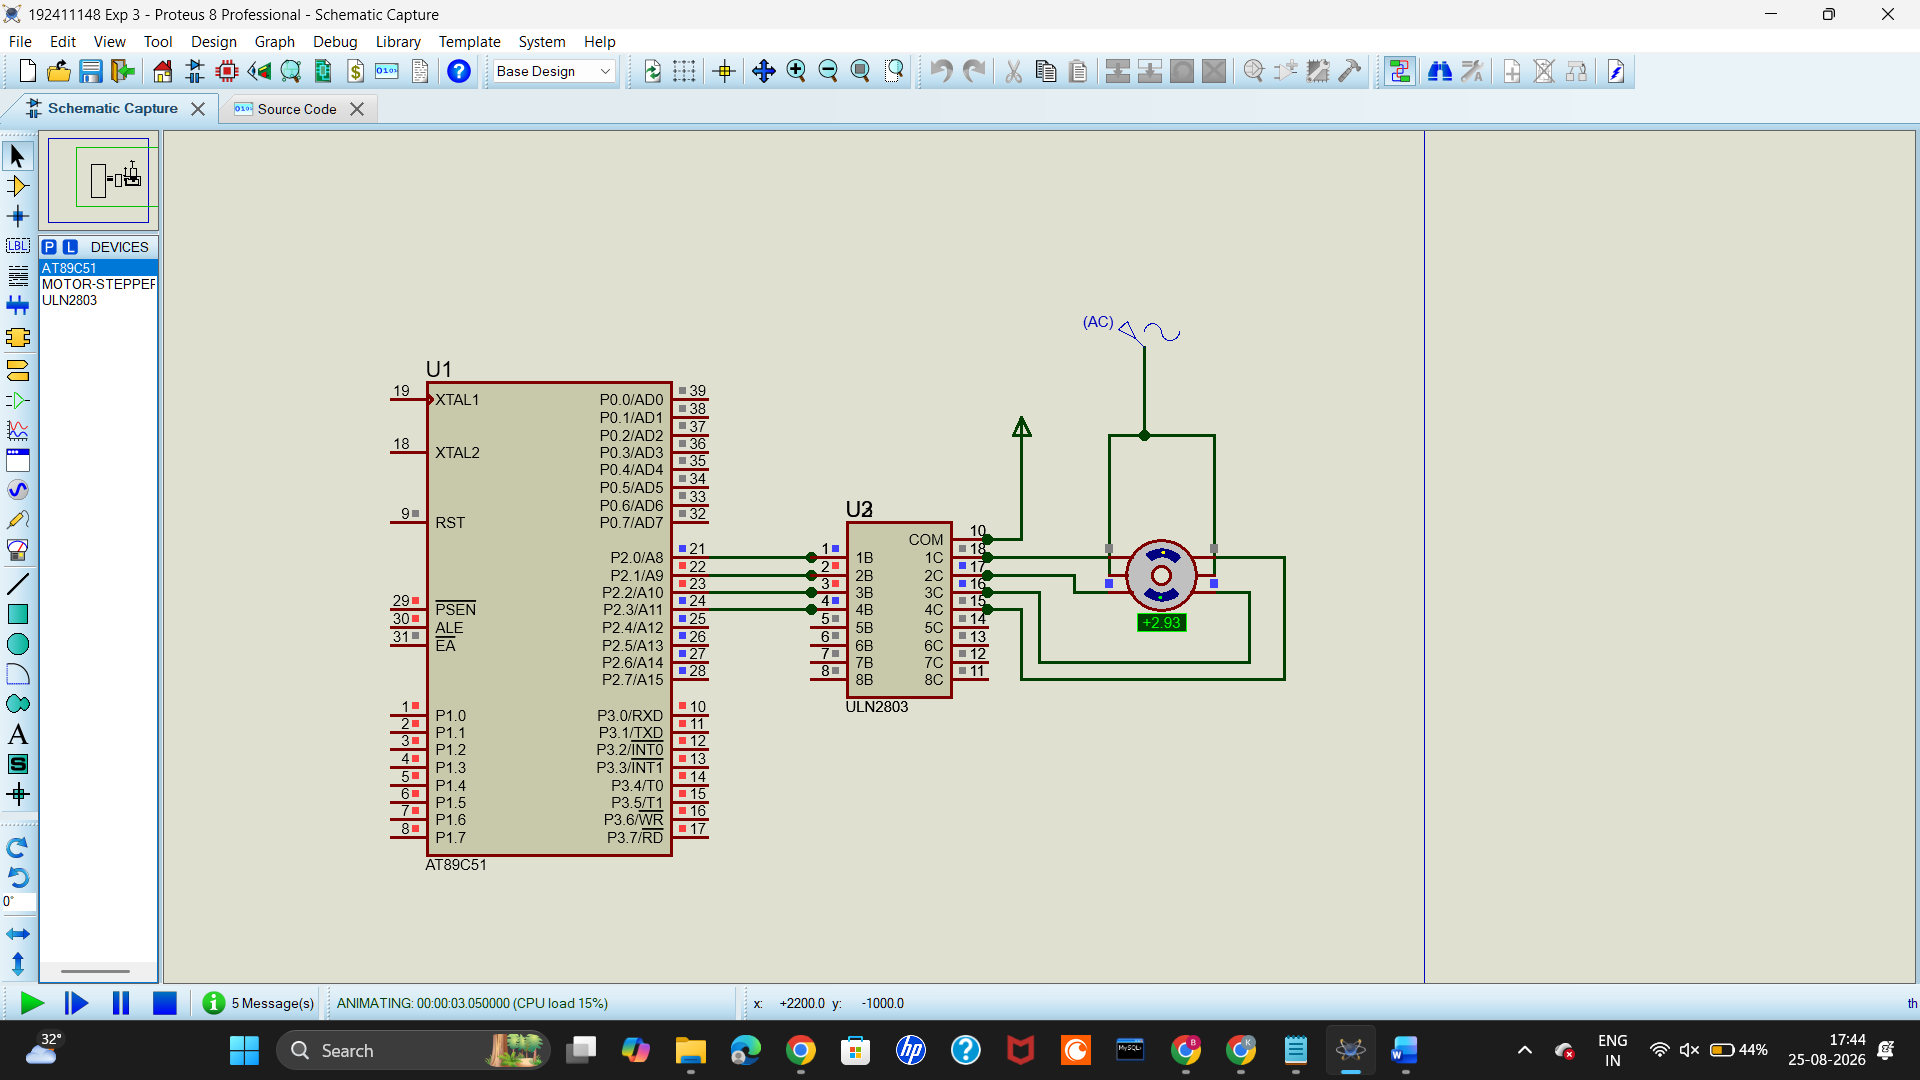 192411148 Exp 3 - Proteus 8 Professional - Schematic Capture
File Edit View Tool Design Graph Debug Library Template System Help
Base Design
Schematic Capture
Source Code
P L DEVICES
AT89C51
MOTOR-STEPPER
ULN2803
LBL
A
S
0°
(AC)
U1
19 XTAL1
18 XTAL2
9 RST
29 PSEN
30 ALE
31 EA
1 P1.0
2 P1.1
3 P1.2
4 P1.3
5 P1.4
6 P1.5
7 P1.6
8 P1.7
P0.0/AD0 39
P0.1/AD1 38
P0.2/AD2 37
P0.3/AD3 36
P0.4/AD4 35
P0.5/AD5 34
P0.6/AD6 33
P0.7/AD7 32
P2.0/A8 21
P2.1/A9 22
P2.2/A10 23
P2.3/A11 24
P2.4/A12 25
P2.5/A13 26
P2.6/A14 27
P2.7/A15 28
P3.0/RXD 10
P3.1/TXD 11
P3.2/INT0 12
P3.3/INT1 13
P3.4/T0 14
P3.5/T1 15
P3.6/WR 16
P3.7/RD 17
AT89C51
COM 10
1 1B 1C 18
2 2B 2C 17
3 3B 3C 16
4 4B 4C 15
5 5B 5C 14
6 6B 6C 13
7 7B 7C 12
8 8B 8C 11
ULN2803
+2.93
5 Message(s)
ANIMATING: 00:00:03.050000 (CPU load 15%)
x: +2200.0 y: -1000.0
th
32°
Search
hp
MySQL
ENG
IN
44%
17:44
25-08-2026